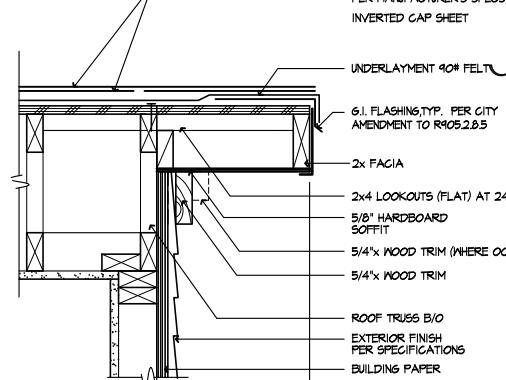 INVERTED CAP SHEET
UNDERLAYMENT 90# FELT
G.I. FLASHING,TYP. PER CITY
AMENDMENT TO R905.2.8.5
2x FACIA
2x4 LOOKOUTS (FLAT) AT 24
5/8" HARDBOARD
SOFFIT
5/4"x WOOD TRIM (WHERE
5/4"x WOOD TRIM
ROOF TRUSS B/O
EXTERIOR FINISH
PER SPECIFICATIONS
BUILDING PAPER